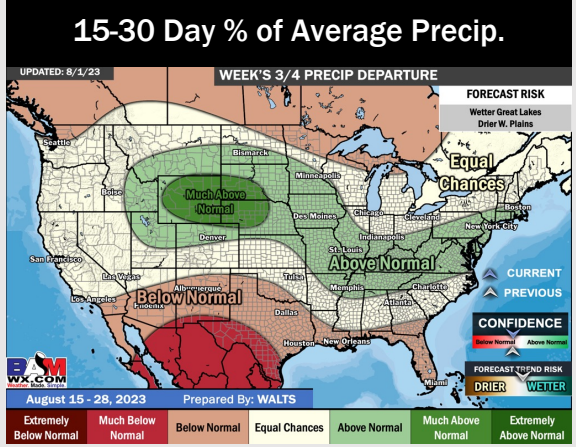 15-30 Day % of Average Precip.
UPDATED: 8/1/23
WEEK'S 3/4 PRECIP DEPARTURE
FORECAST RISK
Wetter Great Lakes
Drier W. Plains
Seattle
Bismarck
Equal
Chances
Minneapolis
Boise
Much Above
Normal
Boston
Des Moines
Chicago
Cleveland
New York City
Indianapolis
Denver
San Francisco
St. Louis
Above Normal
CURRENT
Las Vegas
Tulsa
PREVIOUS
Los Angeles
Albuquerque
Memphis
Charlotte
Below Normal
Phoenix
Atlanta
Dallas
CONFIDENCE
Below Normal
Above Normal
Houston
New Orleans
BAM
WX.COM
Weather. Made. Simple.
FORECAST TREND RISK
DRIER
WETTER
Miami
August 15 - 28, 2023
Prepared By: WALTS
Extremely
Below Normal
Much Below
Normal
Below Normal
Equal Chances
Above Normal
Much Above
Normal
Extremely
Above Normal